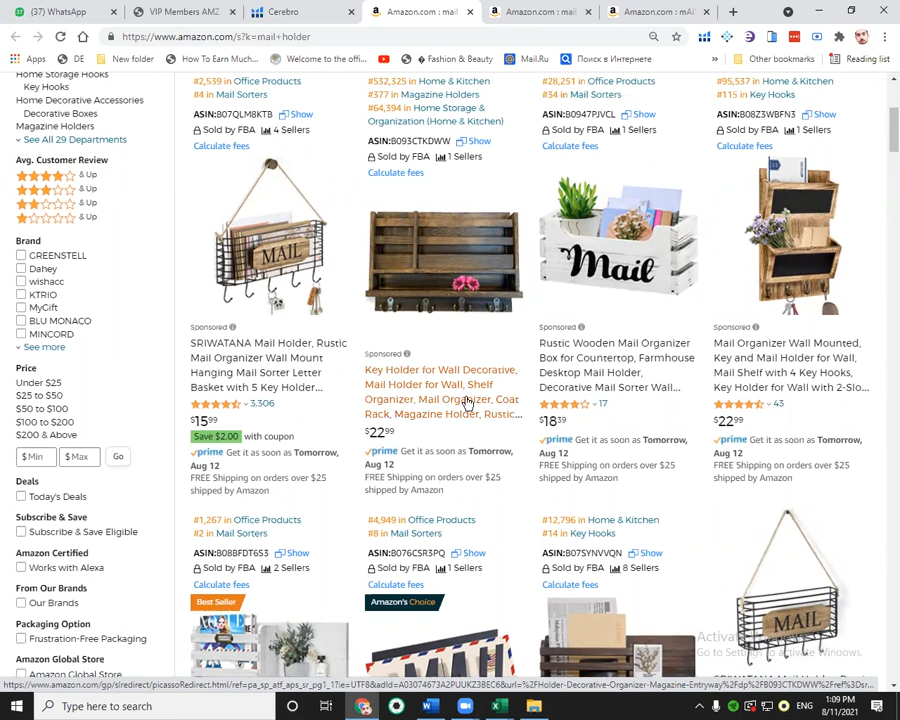 (37) WhatsApp
VIP Members AMZ
Cerebro
Amazon.com : mail
Amazon.com : mail
Amazon.com : mAI
https://www.amazon.com/s?k=mail+holder
Apps
DE
New folder
How To Earn Much...
Welcome to the offi...
Fashion & Beauty
Mail.Ru
Поиск в Интернете
Other bookmarks
Reading list
Home Storage Hooks
Key Hooks
Home Decorative Accessories
Decorative Boxes
Magazine Holders
See All 29 Departments
Avg. Customer Review
& Up
& Up
& Up
& Up
Brand
GREENSTELL
Dahey
wishacc
KTRIO
MyGift
BLU MONACO
MINCORD
See more
Price
Under $25
$25 to $50
$50 to $100
$100 to $200
$200 & Above
$ Min
$ Max
Go
Deals
Today's Deals
Subscribe & Save
Subscribe & Save Eligible
Amazon Certified
Works with Alexa
From Our Brands
Our Brands
Packaging Option
Frustration-Free Packaging
Amazon Global Store
Amazon Global Store
#2,539 in Office Products
#4 in Mail Sorters
ASIN:B07QLM8KTB Show
Sold by FBA 4 Sellers
Calculate fees
#532,325 in Home & Kitchen
#377 in Magazine Holders
#64,394 in Home Storage &
Organization (Home & Kitchen)
ASIN:B093CTKDWW Show
Sold by FBA 1 Sellers
Calculate fees
#28,251 in Office Products
#34 in Mail Sorters
ASIN:B0947PJVCL Show
Sold by FBA 1 Sellers
Calculate fees
#95,537 in Home & Kitchen
#115 in Key Hooks
ASIN:B08Z3WBFN3 Show
Sold by FBA 1 Sellers
Calculate fees
MAIL
Mail
Sponsored
SRIWATANA Mail Holder, Rustic
Mail Organizer Wall Mount
Hanging Mail Sorter Letter
Basket with 5 Key Holder...
3,306
$15 99
Save $2.00 with coupon
prime Get it as soon as Tomorrow,
Aug 12
FREE Shipping on orders over $25
shipped by Amazon
Sponsored
Key Holder for Wall Decorative,
Mail Holder for Wall, Shelf
Organizer, Mail Organizer, Coat
Rack, Magazine Holder, Rustic...
$22 99
prime Get it as soon as Tomorrow,
Aug 12
FREE Shipping on orders over $25
shipped by Amazon
Sponsored
Rustic Wooden Mail Organizer
Box for Countertop, Farmhouse
Desktop Mail Holder,
Decorative Mail Sorter Wall...
17
$18 39
prime Get it as soon as Tomorrow,
Aug 12
FREE Shipping on orders over $25
shipped by Amazon
Sponsored
Mail Organizer Wall Mounted,
Key and Mail Holder for Wall,
Mail Shelf with 4 Key Hooks,
Key Holder for Wall with 2-Slo...
43
$22 99
prime Get it as soon as Tomorrow,
Aug 12
FREE Shipping on orders over $25
shipped by Amazon
#1,267 in Office Products
#2 in Mail Sorters
ASIN:B08BFDT6S3 Show
Sold by FBA 2 Sellers
Calculate fees
Best Seller
#4,949 in Office Products
#8 in Mail Sorters
ASIN:B076CSR3PQ Show
Sold by FBA 1 Sellers
Calculate fees
Amazon's Choice
MAIL
#12,796 in Home & Kitchen
#14 in Key Hooks
ASIN:B07SYNVVQN Show
Sold by FBA 8 Sellers
Calculate fees
MAIL
Activate Windows
Go to Settings to activate Windows.
Type here to search
ENG
1:09 PM
8/11/2021